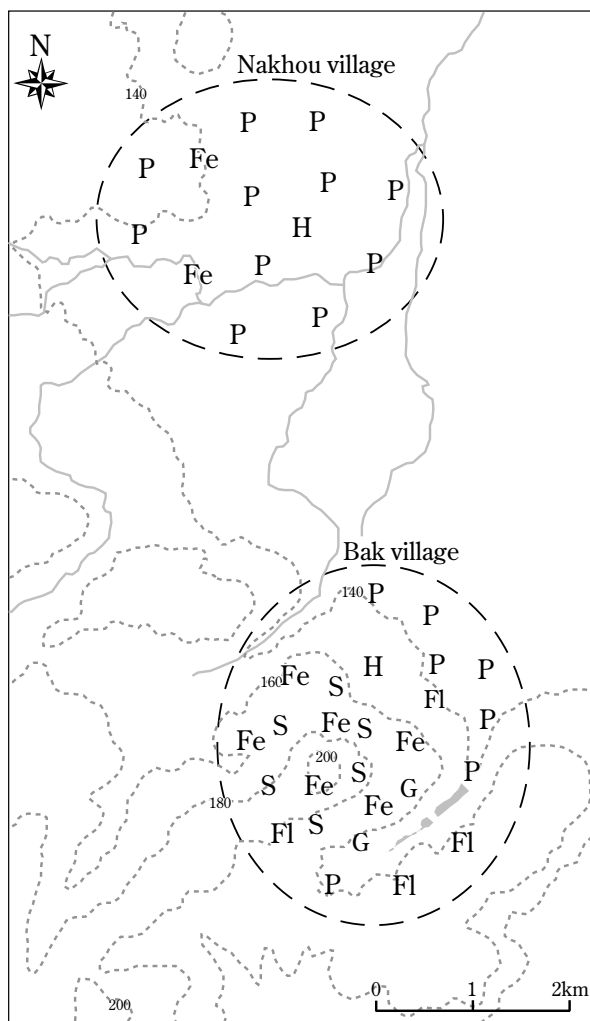 N
Nakhou village
140
P P
Fe
P
P P P
P H
P P
Fe
P P
Bak village
140 P
P
H P P
160 Fe S Fl
S Fe S P
Fe Fe
200
S P
S Fe G
180 Fe
S
Fl G Fl
P Fl
200
0 1 2km